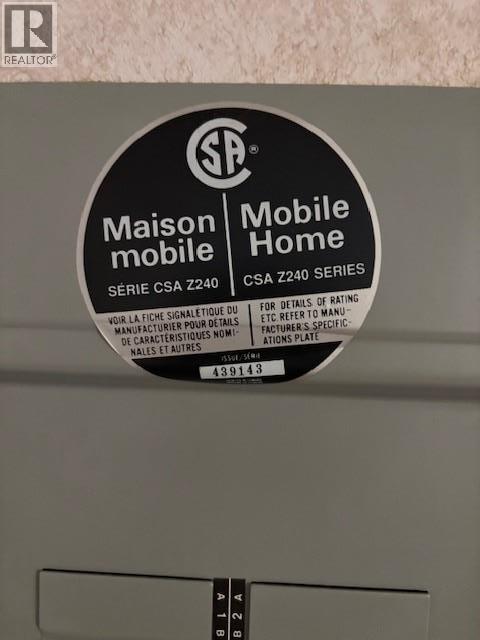 REALTOR®
CSA®
Maison
mobile
SÉRIE CSA Z240
VOIR LA FICHE SIGNALÉTIQUE DU
MANUFACTURIER POUR DÉTAILS
DE CARACTÉRISTIQUES NOMI-
NALES ET AUTRES
Mobile
Home
CSA Z240 SERIES
FOR DETAILS OF RATING
ETC. REFER TO MANU-
FACTURER'S SPECIFIC-
ATIONS PLATE
ISSUE/SÉRIE
439143
A 1 B
A 2 B